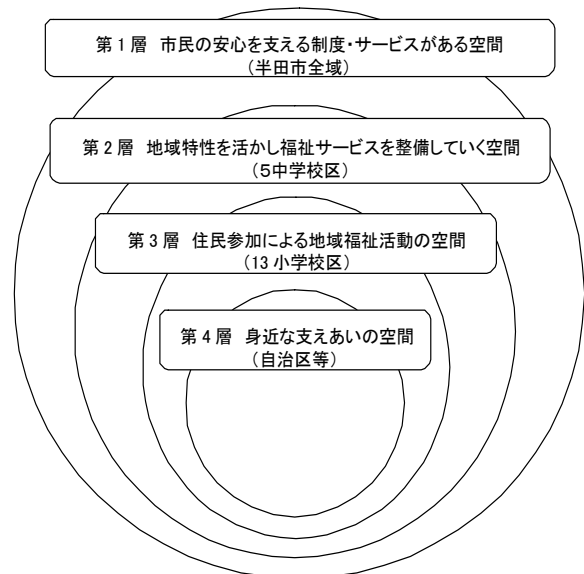 第1層 市民の安心を支える制度・サービスがある空間
（半田市全域）
第2層 地域特性を活かし福祉サービスを整備していく空間
（5中学校区）
第3層 住民参加による地域福祉活動の空間
（13小学校区）
第4層 身近な支えあいの空間
（自治区等）